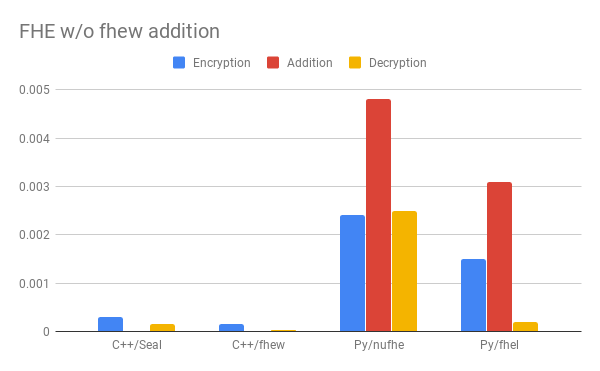 FHE w/o fhew addition
Encryption Addition Decryption
0.005
0.004
0.003
0.002
0.001
0
C++/Seal C++/fhew Py/nufhe Py/fhel